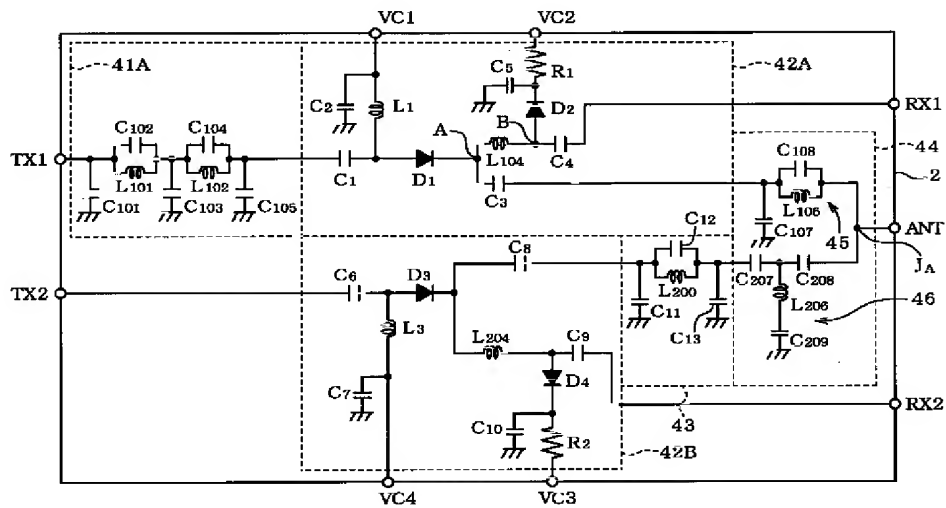 VC1 VC2
41A 42A
C5 R1
C2 L1 D2 RX1
C102 C104 A B 44
TX1 L104 C4 C108 2
L101 L102 C1 D1 C3
C101 C103 C105 L106 ANT
C107 45
C12 JA
C6 D3 C8 C207 C208
TX2 L200 L206 46
L3 C11
L204 C9 C13 C209
C7 D4 RX2
C10 R2 43
42B
VC4 VC3